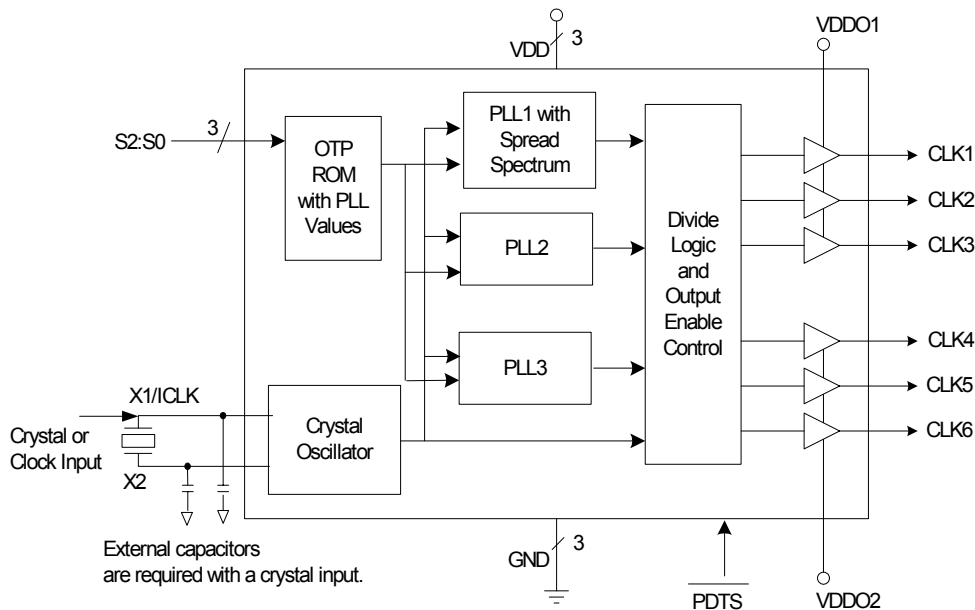 VDD
3
VDDO1
S2:S0
3
OTP
ROM
with PLL
Values
PLL1 with
Spread
Spectrum
PLL2
PLL3
Divide
Logic
and
Output
Enable
Control
CLK1
CLK2
CLK3
CLK4
CLK5
CLK6
X1/ICLK
Crystal or
Clock Input
X2
Crystal
Oscillator
External capacitors
are required with a crystal input.
GND
3
PDTS
VDDO2